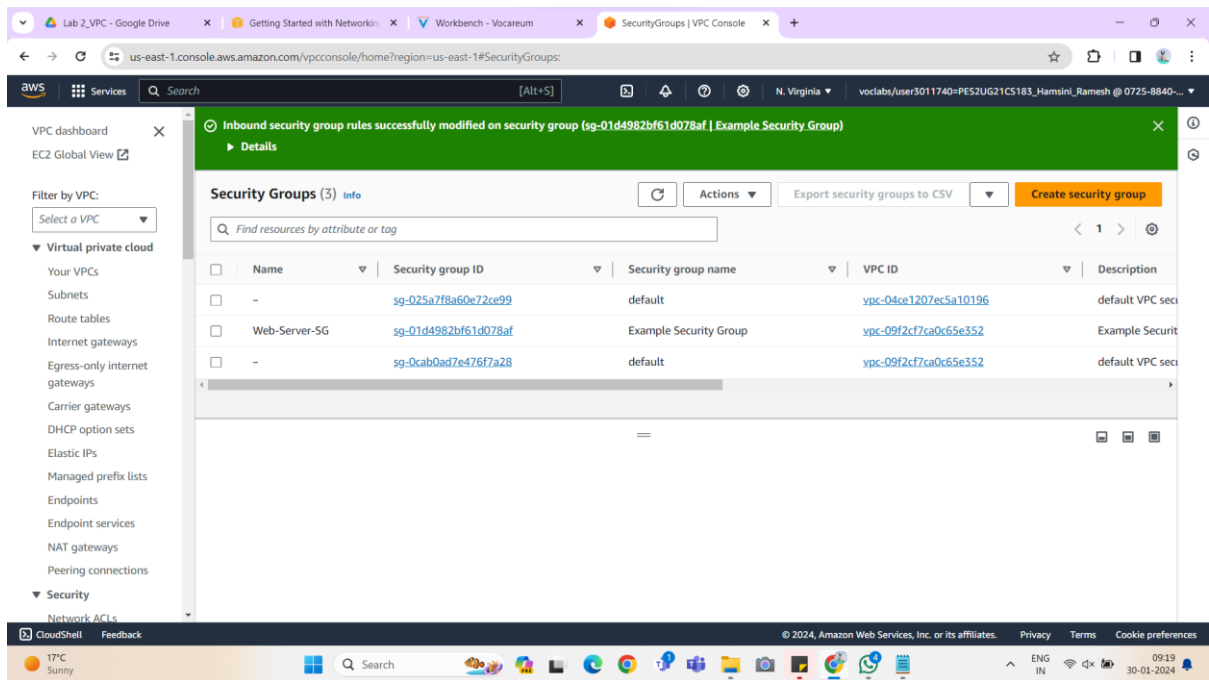 Lab 2_VPC - Google Drive
Getting Started with Networkin
Workbench - Vocareum
SecurityGroups | VPC Console
us-east-1.console.aws.amazon.com/vpcconsole/home?region=us-east-1#SecurityGroups:
aws Services Search [Alt+S] N. Virginia ▼ voclabs/user3011740=PES2UG21CS183_Hamsini_Ramesh @ 0725-8840-... ▼
VPC dashboard
EC2 Global View
Filter by VPC:
Select a VPC
Virtual private cloud
Your VPCs
Subnets
Route tables
Internet gateways
Egress-only internet
gateways
Carrier gateways
DHCP option sets
Elastic IPs
Managed prefix lists
Endpoints
Endpoint services
NAT gateways
Peering connections
Security
Network ACLs
Inbound security group rules successfully modified on security group (sg-01d4982bf61d078af | Example Security Group)
Details
Security Groups (3) Info
Actions Export security groups to CSV Create security group
Find resources by attribute or tag
1
Name Security group ID Security group name VPC ID Description
– sg-025a7f8a60e72ce99 default vpc-04ce1207ec5a10196 default VPC secu
Web-Server-SG sg-01d4982bf61d078af Example Security Group vpc-09f2cf7ca0c65e352 Example Securit
– sg-0cab0ad7e476f7a28 default vpc-09f2cf7ca0c65e352 default VPC secu
CloudShell Feedback © 2024, Amazon Web Services, Inc. or its affiliates. Privacy Terms Cookie preferences
17°C
Sunny
Search
ENG
IN
09:19
30-01-2024